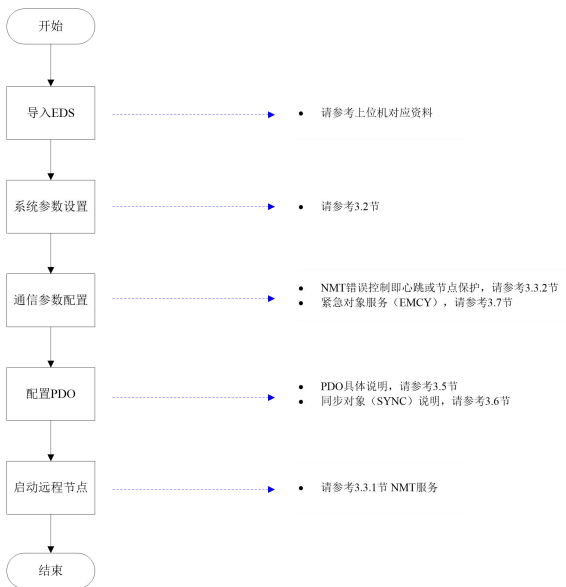 开始
导入EDS
● 请参考上位机对应资料
系统参数设置
● 请参考3.2节
通信参数配置
● NMT错误控制即心跳或节点保护，请参考3.3.2节
● 紧急对象服务（EMCY），请参考3.7节
配置PDO
● PDO具体说明，请参考3.5节
● 同步对象（SYNC）说明，请参考3.6节
启动远程节点
● 请参考3.3.1节 NMT服务
结束